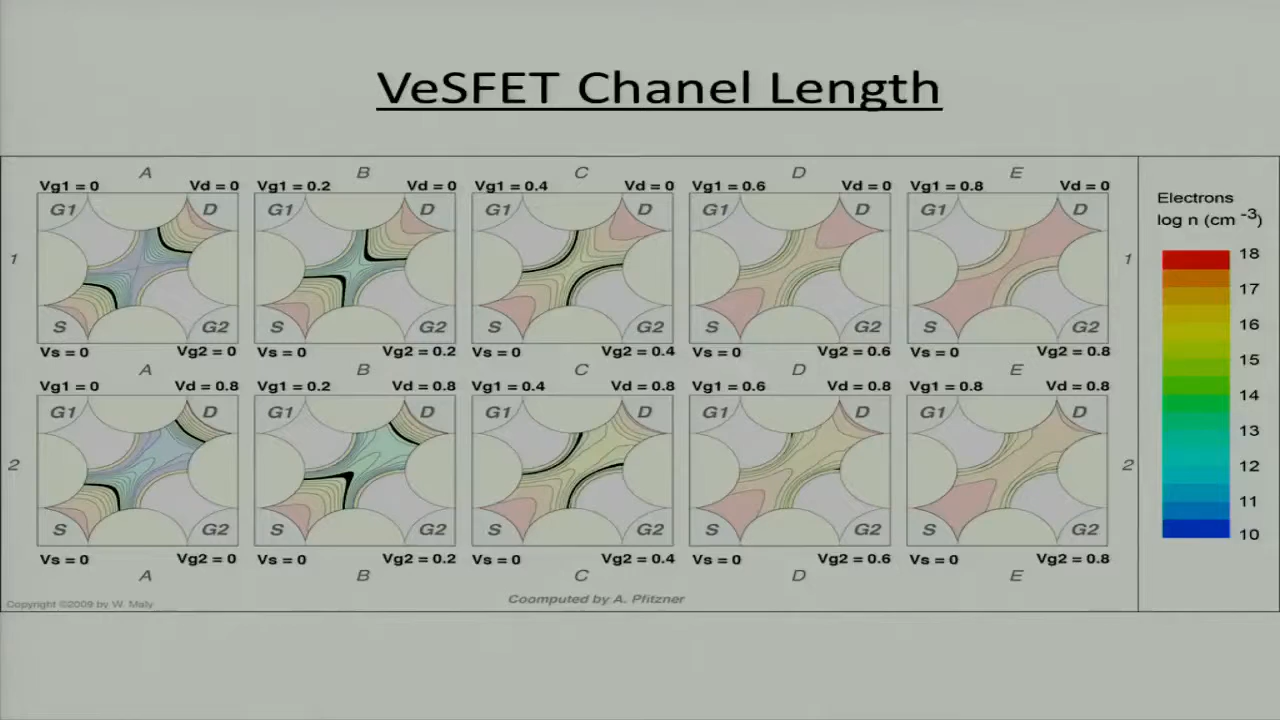 VeSFET Chanel Length
A B C D E
Vg1 = 0 Vd = 0 Vg1 = 0.2 Vd = 0 Vg1 = 0.4 Vd = 0 Vg1 = 0.6 Vd = 0 Vg1 = 0.8 Vd = 0
G1 D G1 D G1 D G1 D G1 D
1 1
S G2 S G2 S G2 S G2 S G2
Vs = 0 Vg2 = 0 Vs = 0 Vg2 = 0.2 Vs = 0 Vg2 = 0.4 Vs = 0 Vg2 = 0.6 Vs = 0 Vg2 = 0.8
A B C D E
Vg1 = 0 Vd = 0.8 Vg1 = 0.2 Vd = 0.8 Vg1 = 0.4 Vd = 0.8 Vg1 = 0.6 Vd = 0.8 Vg1 = 0.8 Vd = 0.8
G1 D G1 D G1 D G1 D G1 D
2 2
S G2 S G2 S G2 S G2 S G2
Vs = 0 Vg2 = 0 Vs = 0 Vg2 = 0.2 Vs = 0 Vg2 = 0.4 Vs = 0 Vg2 = 0.6 Vs = 0 Vg2 = 0.8
A B C D E
Copyright ©2009 by W. Maly
Coomputed by A. Pfitzner
Electrons
log n (cm -3)
18
17
16
15
14
13
12
11
10